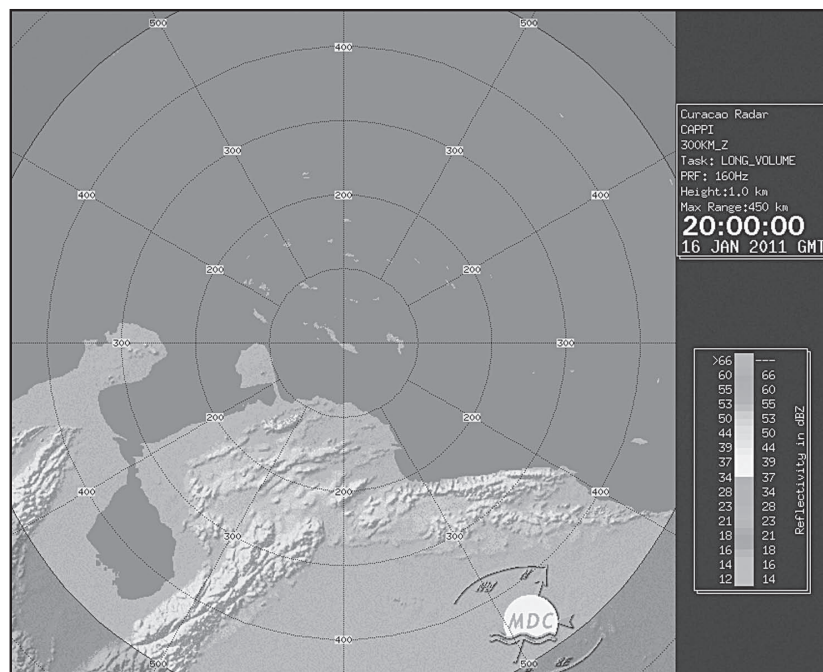 500 500
400
300 300
400 200 400
200 200
300 300
200 200
400 200 400
300 300
400
500 500
MDC
Curacao Radar
CAPPI
300KM_Z
Task: LONG_VOLUME
PRF: 160Hz
Height:1.0 km
Max Range:450 km
20:00:00
16 JAN 2011 GMT
>66 ---
60 66
55 60
53 55
50 53
44 50
39 44
37 39
34 37
28 34
23 28
21 23
18 21
16 18
14 16
12 14
Reflectivity in dBZ